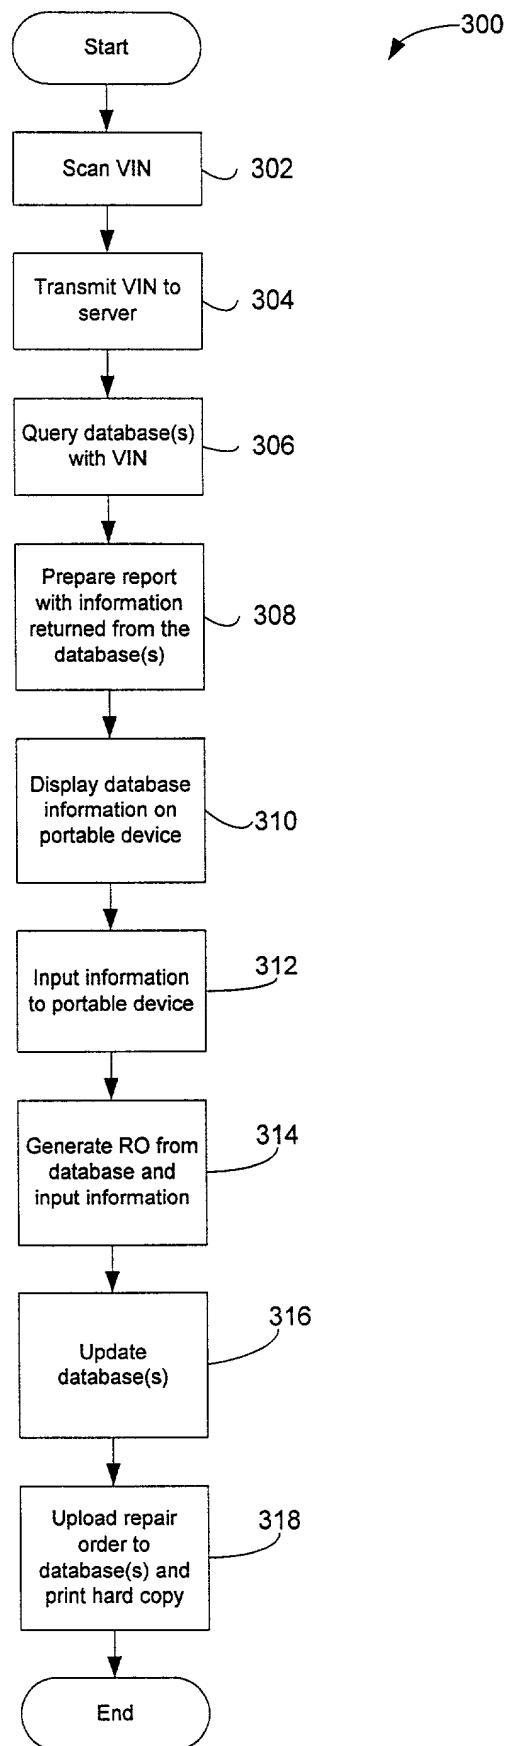 Start
300
Scan VIN
302
Transmit VIN to
server
304
Query database(s)
with VIN
306
Prepare report
with information
returned from the
database(s)
308
Display database
information on
portable device
310
Input information
to portable device
312
Generate RO from
database and
input information
314
Update
database(s)
316
Upload repair
order to
database(s) and
print hard copy
318
End